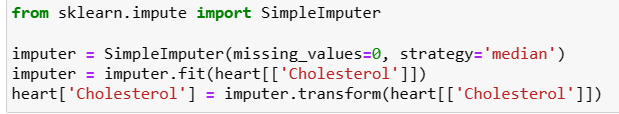 from sklearn.impute import SimpleImputer
imputer = SimpleImputer(missing_values=0, strategy='median')
imputer = imputer.fit(heart[['Cholesterol']])
heart['Cholesterol'] = imputer.transform(heart[['Cholesterol']])